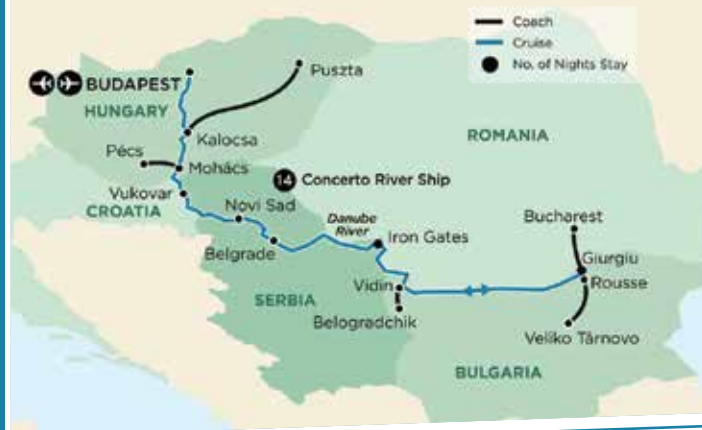 Coach
Cruise
No. of Nights Stay
BUDAPEST
HUNGARY
Puszta
Kalocsa
ROMANIA
Pécs
Mohács
14 Concerto River Ship
Vukovar
CROATIA
Novi Sad
Danube
River
Iron Gates
Bucharest
Belgrade
Giurgiu
Rousse
Vidin
SERBIA
Belogradchik
Veliko Târnovo
BULGARIA